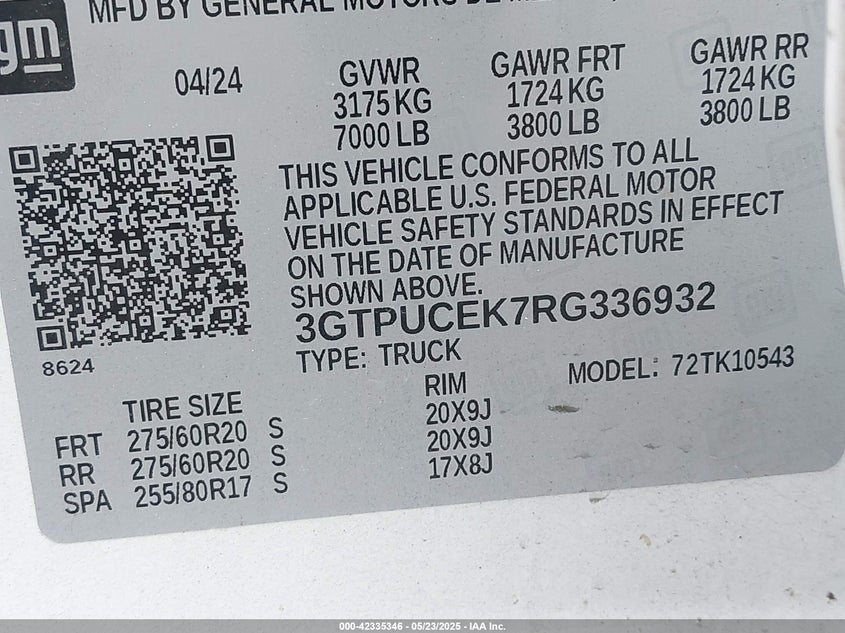 MFD BY GENERAL MOTORS DE
gm
04/24
GVWR
3175 KG
7000 LB
GAWR FRT
1724 KG
3800 LB
GAWR RR
1724 KG
3800 LB
THIS VEHICLE CONFORMS TO ALL
APPLICABLE U.S. FEDERAL MOTOR
VEHICLE SAFETY STANDARDS IN EFFECT
ON THE DATE OF MANUFACTURE
SHOWN ABOVE.
3GTPUCEK7RG336932
8624
TYPE: TRUCK
MODEL: 72TK10543
TIRE SIZE RIM
FRT 275/60R20 S 20X9J
RR 275/60R20 S 20X9J
SPA 255/80R17 S 17X8J
000-42335346 — 05/23/2025 — IAA Inc.